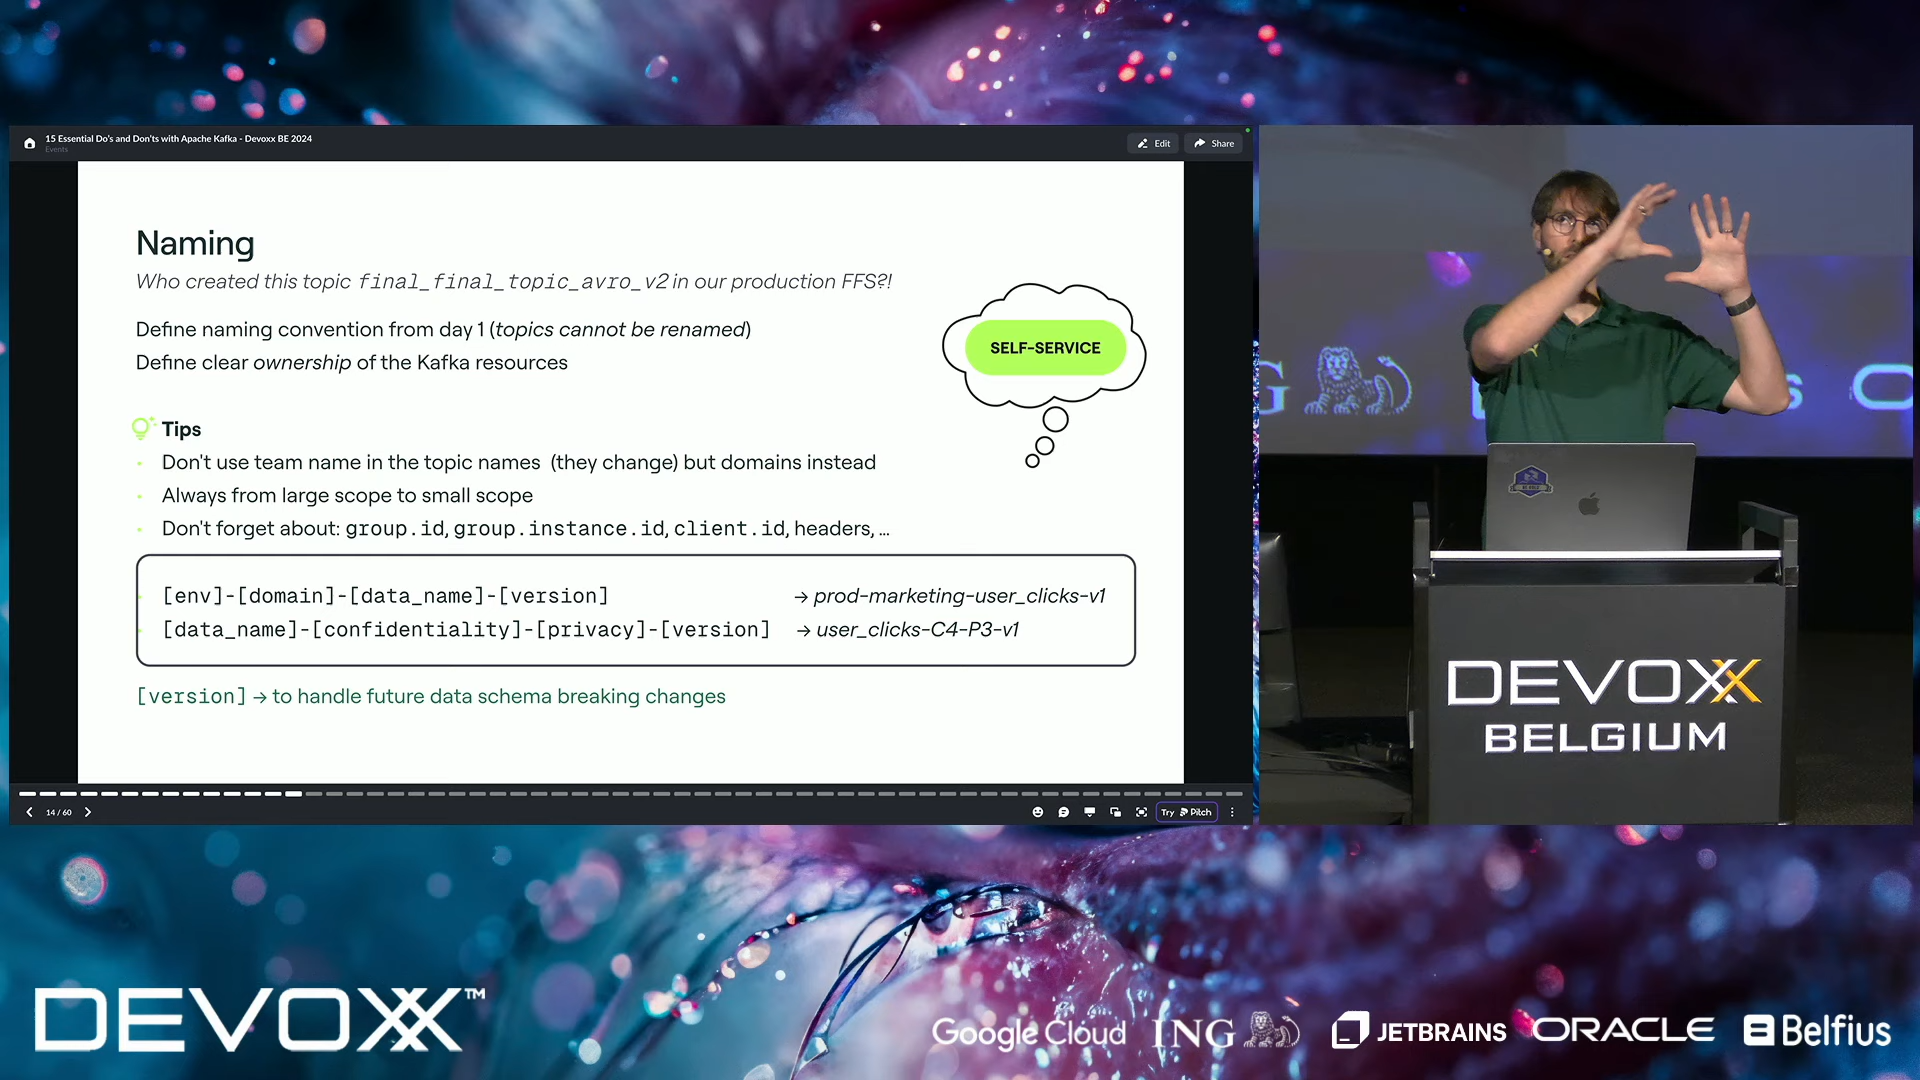 15 Essential Do's and Don'ts with Apache Kafka - Devoxx BE 2024
Events
Edit
Share
Naming
Who created this topic final_final_topic_avro_v2 in our production FFS?!
Define naming convention from day 1 (topics cannot be renamed)
Define clear ownership of the Kafka resources
SELF-SERVICE
Tips
Don't use team name in the topic names (they change) but domains instead
Always from large scope to small scope
Don't forget about: group.id, group.instance.id, client.id, headers, ...
[env]-[domain]-[data_name]-[version] → prod-marketing-user_clicks-v1
[data_name]-[confidentiality]-[privacy]-[version] → user_clicks-C4-P3-v1
[version] → to handle future data schema breaking changes
14 / 60
Try Pitch
G
s
DEVOXX
BELGIUM
DEVOXX™
Google Cloud
ING
JETBRAINS
ORACLE
Belfius